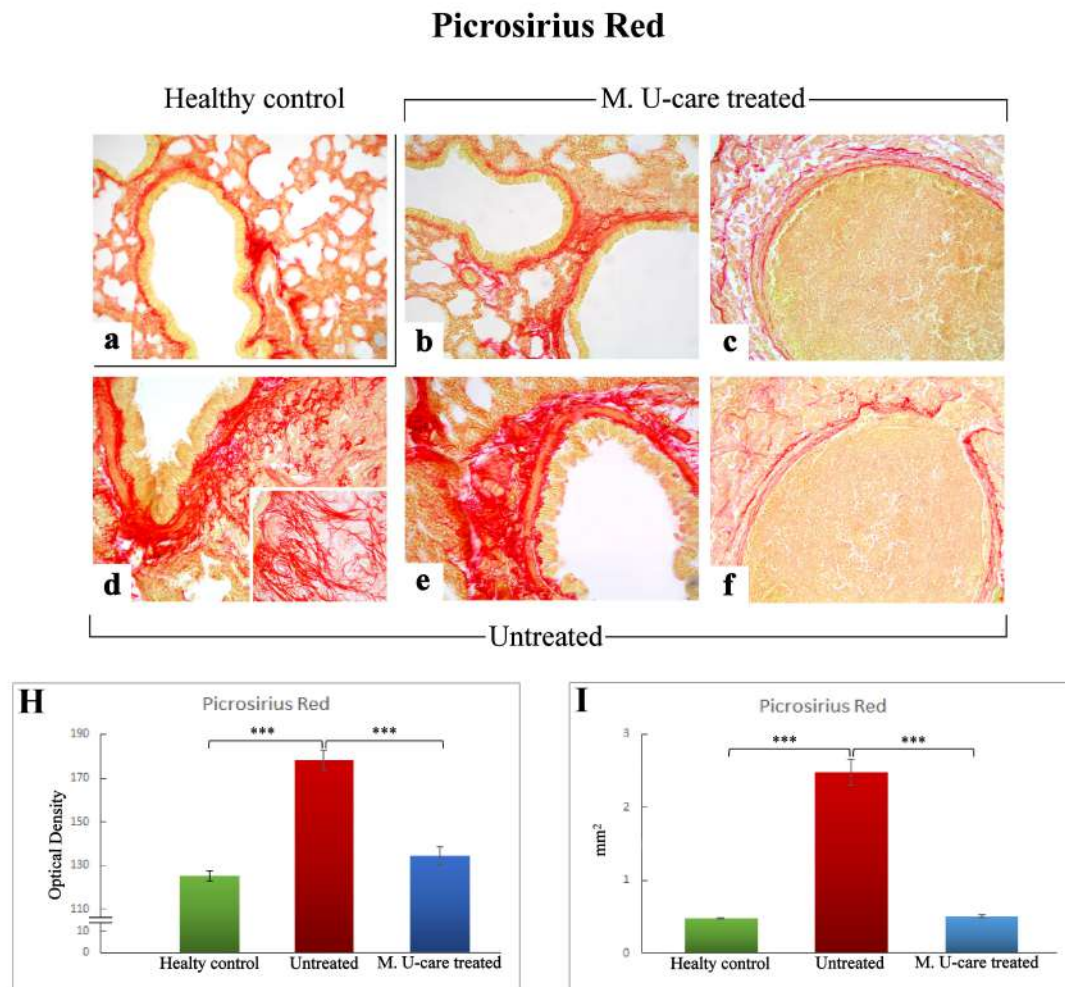 Picrosirius Red
Healthy control
M. U-care treated
a
b
c
d
e
f
Untreated
H
Picrosirius Red
190
170
150
130
110
10
0
Optical Density
***
***
Healty control
Untreated
M. U-care treated
I
Picrosirius Red
3
2
1
0
mm²
***
***
Healty control
Untreated
M. U-care treated